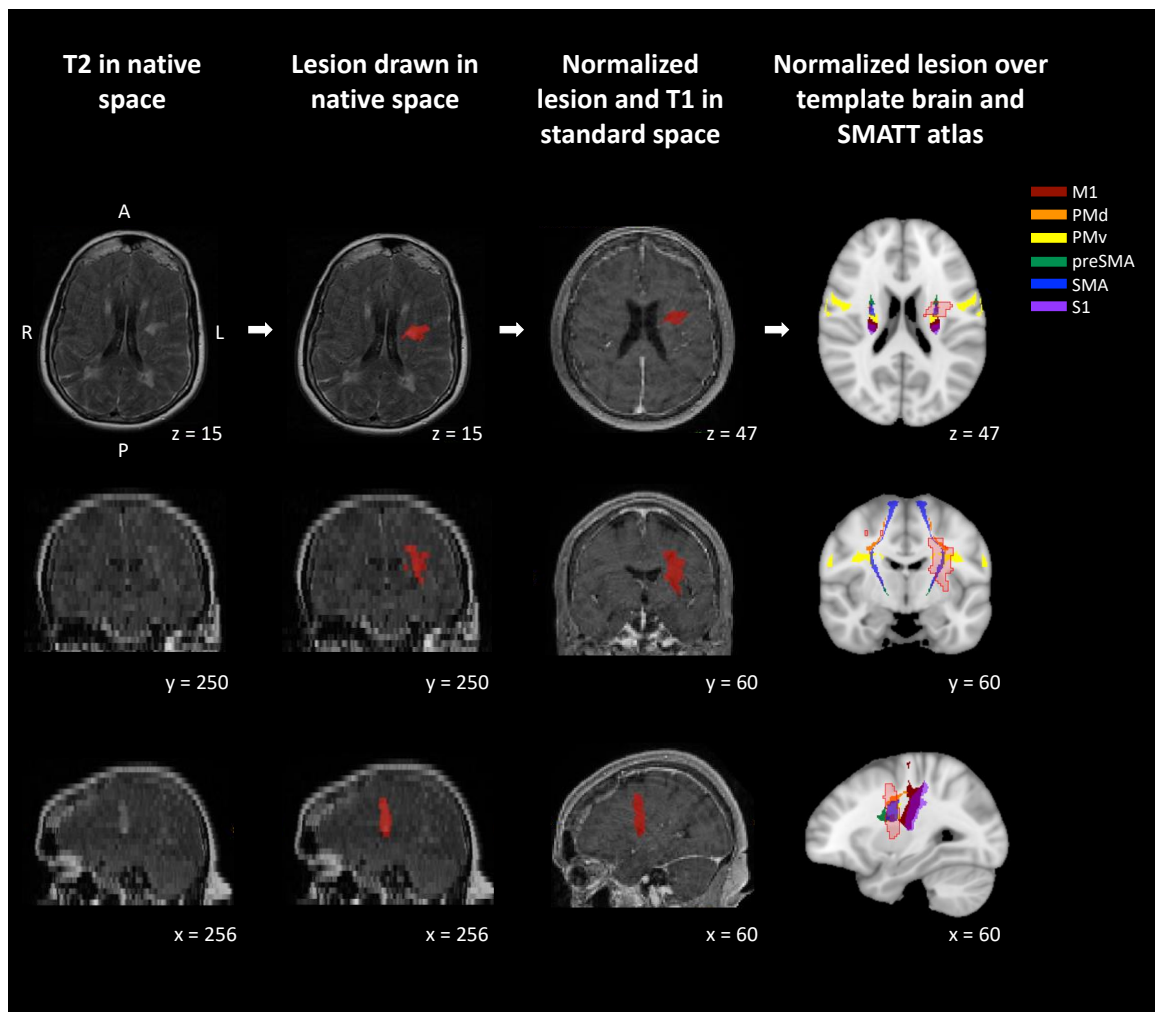 T2 in native
space
Lesion drawn in
native space
Normalized
lesion and T1 in
standard space
Normalized lesion over
template brain and
SMATT atlas
M1
PMd
PMv
preSMA
SMA
S1
A
R
L
P
z = 15
z = 15
z = 47
z = 47
y = 250
y = 250
y = 60
y = 60
x = 256
x = 256
x = 60
x = 60